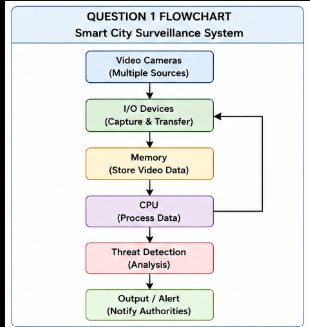 QUESTION 1 FLOWCHART
Smart City Surveillance System
Video Cameras
(Multiple Sources)
I/O Devices
(Capture & Transfer)
Memory
(Store Video Data)
CPU
(Process Data)
Threat Detection
(Analysis)
Output / Alert
(Notify Authorities)